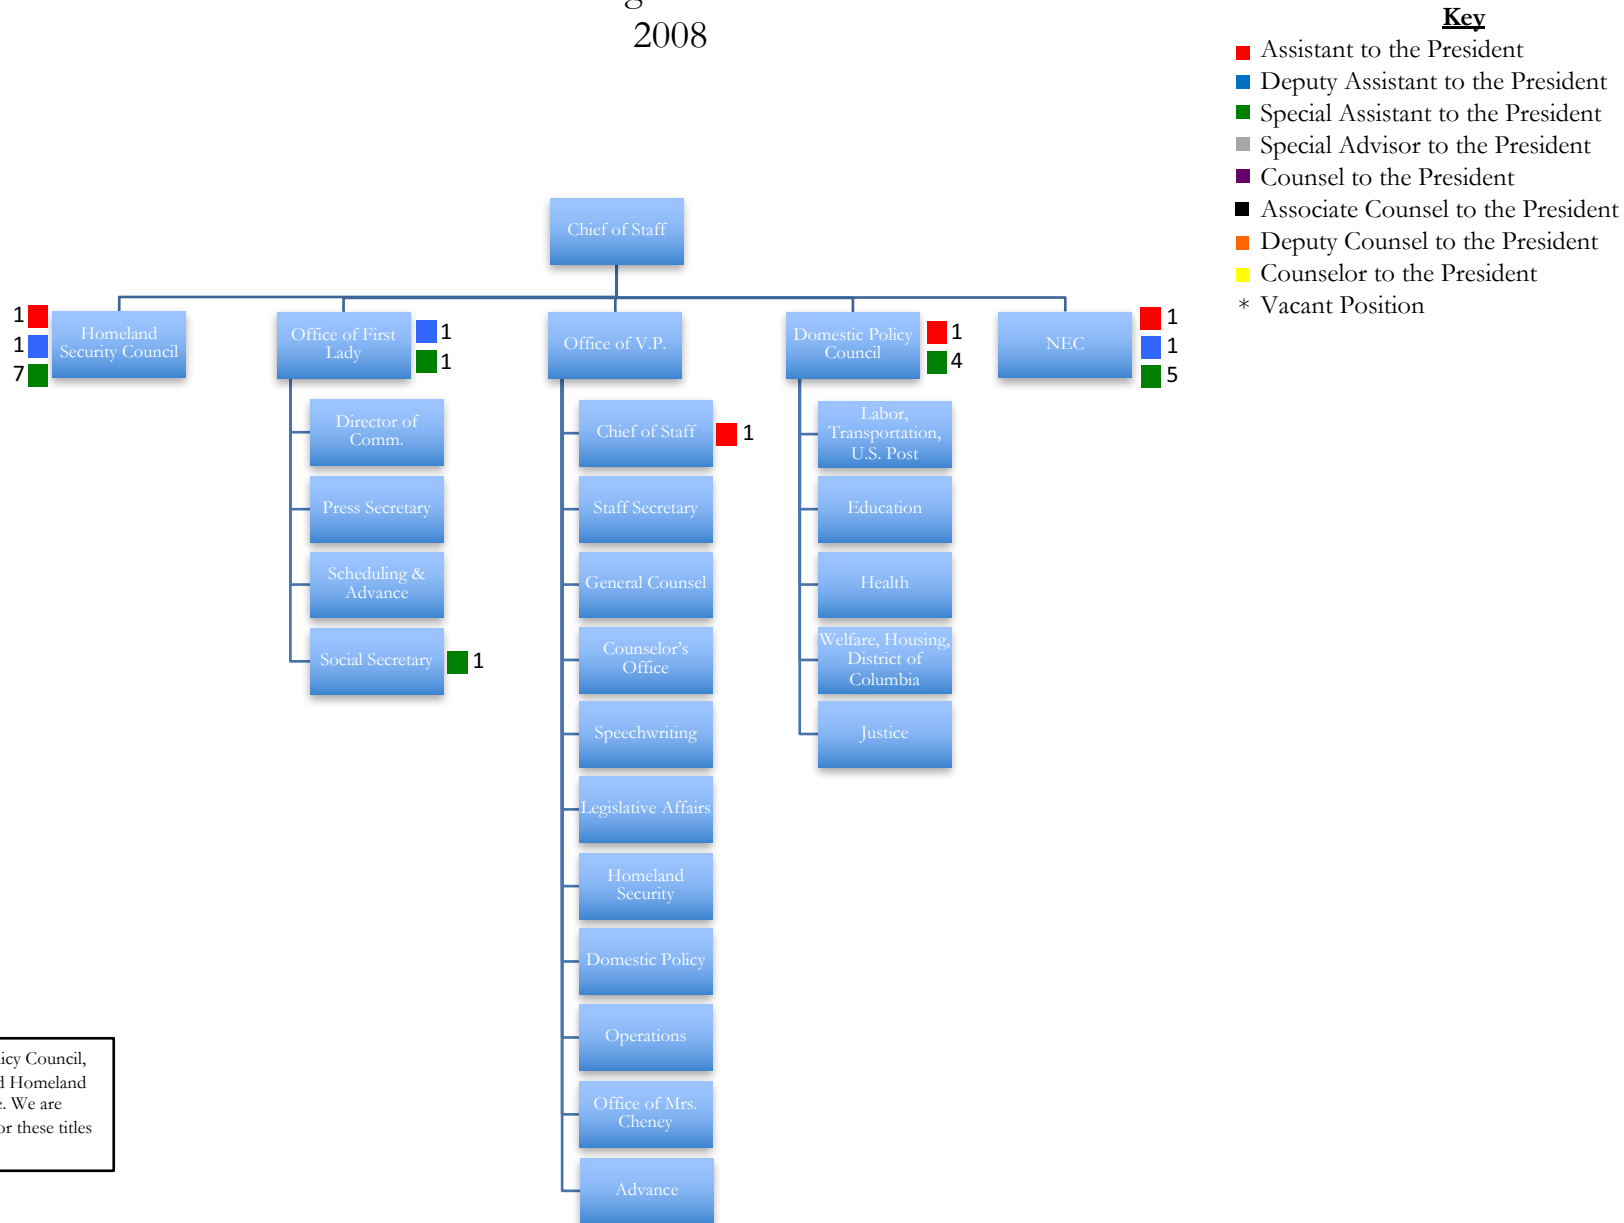 2008
Key
Assistant to the President
Deputy Assistant to the President
Special Assistant to the President
Special Advisor to the President
Counsel to the President
Associate Counsel to the President
Deputy Counsel to the President
Counselor to the President
* Vacant Position
Chief of Staff
1
1
7
Homeland
Security Council
Office of First
Lady
1
1
Office of V.P.
Domestic Policy
Council
1
4
NEC
1
1
5
Director of
Comm.
Press Secretary
Scheduling &
Advance
Social Secretary
1
Chief of Staff
1
Staff Secretary
General Counsel
Counselor's
Office
Speechwriting
Legislative Affairs
Homeland
Security
Domestic Policy
Operations
Office of Mrs.
Cheney
Advance
Labor,
Transportation,
U.S. Post
Education
Health
Welfare, Housing,
District of
Columbia
Justice
Council,
Homeland
We are
these titles